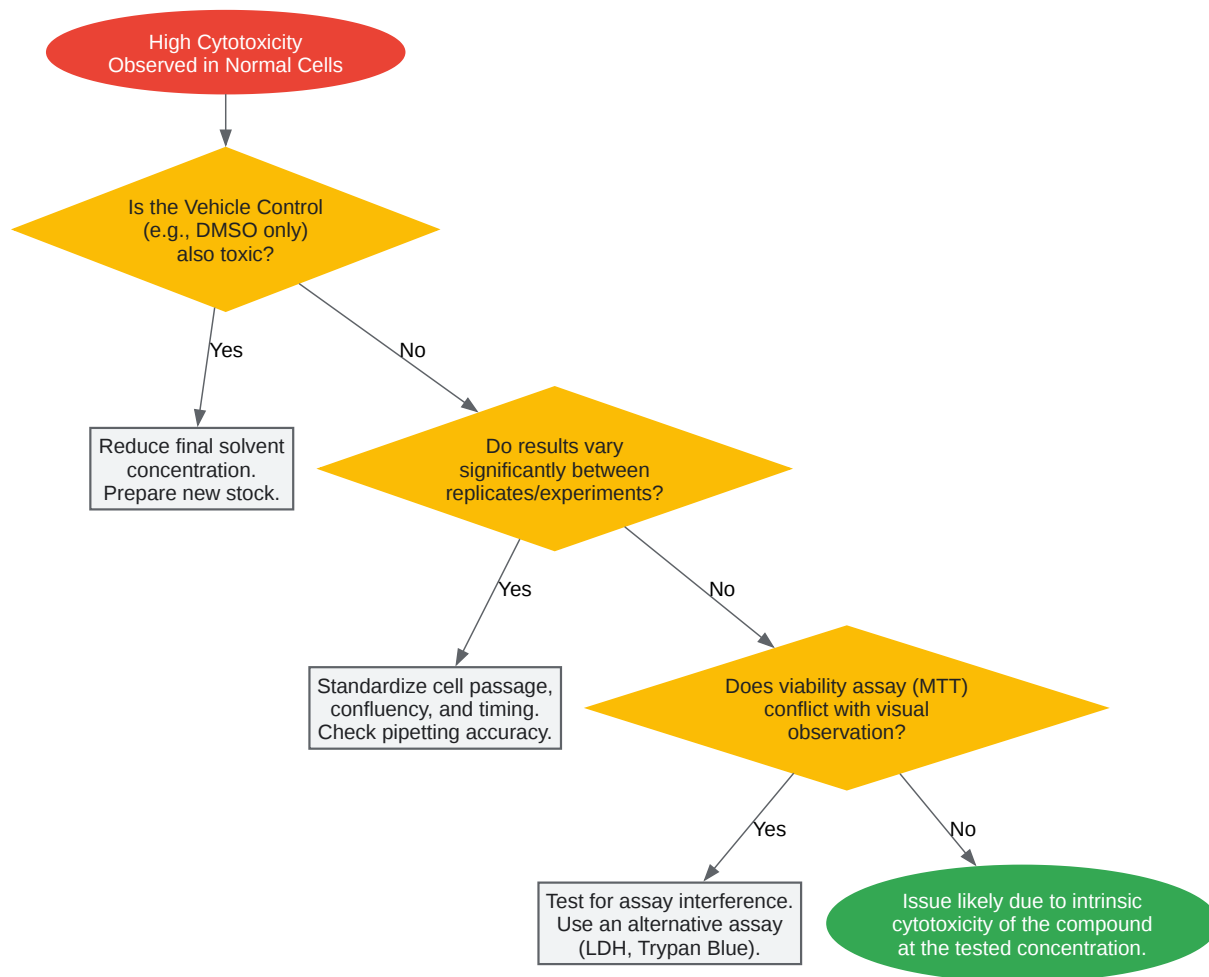 High Cytotoxicity
Observed in Normal Cells
Is the Vehicle Control
(e.g., DMSO only)
also toxic?
Yes
No
Reduce final solvent
concentration.
Prepare new stock.
Do results vary
significantly between
replicates/experiments?
Yes
No
Standardize cell passage,
confluency, and timing.
Check pipetting accuracy.
Does viability assay (MTT)
conflict with visual
observation?
Yes
No
Test for assay interference.
Use an alternative assay
(LDH, Trypan Blue).
Issue likely due to intrinsic
cytotoxicity of the compound
at the tested concentration.